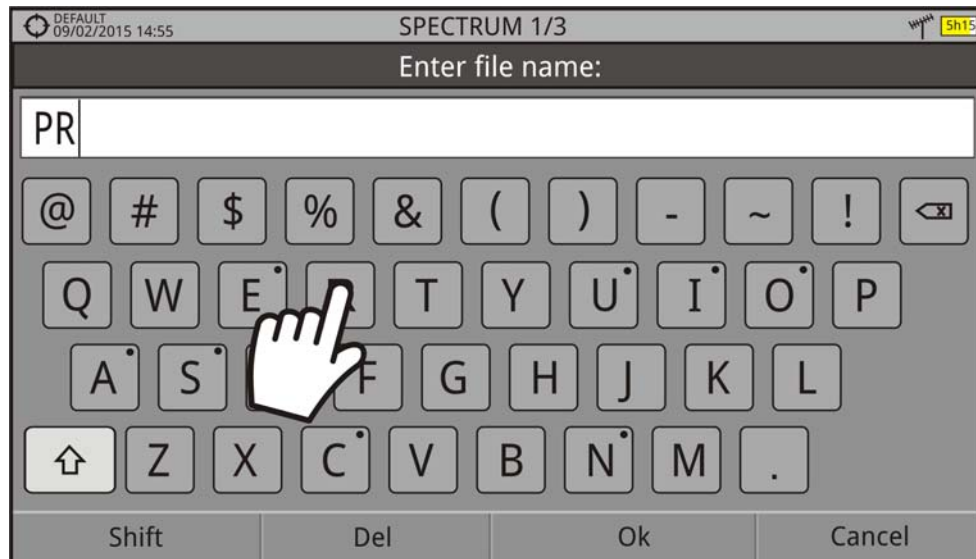 DEFAULT
09/02/2015 14:55
SPECTRUM 1/3
5h15
Enter file name:
PR
@ # $ % & ( ) - ~ !
Q W E R T Y U I O P
A S F G H J K L
Z X C V B N M .
Shift Del Ok Cancel